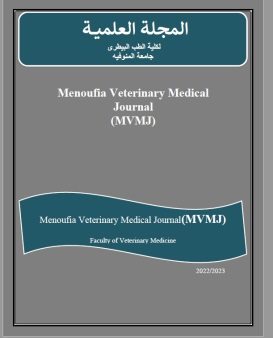 المجلة العلمية
لكلية الطب البيطرى
جامعة المنوفيه
Menoufia Veterinary Medical
Journal
(MVMJ)
Menoufia Veterinary Medical Journal(MVMJ)
Faculty of Veterinary Medicine
2022/2023